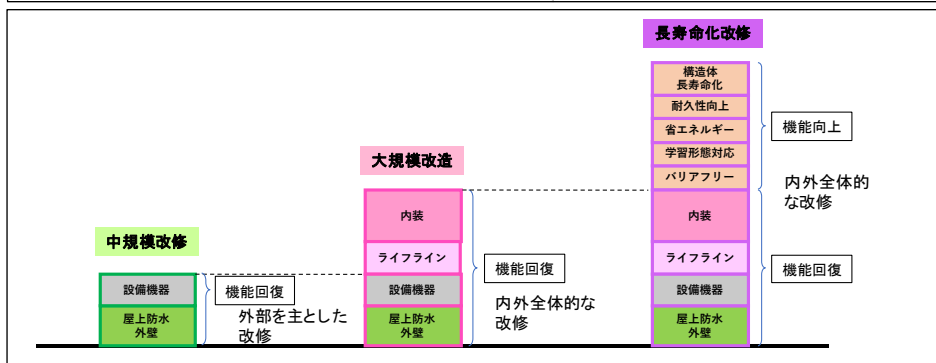 中規模改修
設備機器
屋上防水
外壁
機能回復
外部を主とした
改修
大規模改造
内装
ライフライン
設備機器
屋上防水
外壁
機能回復
内外全体的な
改修
長寿命化改修
構造体
長寿命化
耐久性向上
省エネルギー
学習形態対応
バリアフリー
内装
ライフライン
設備機器
屋上防水
外壁
機能向上
内外全体的
な改修
機能回復